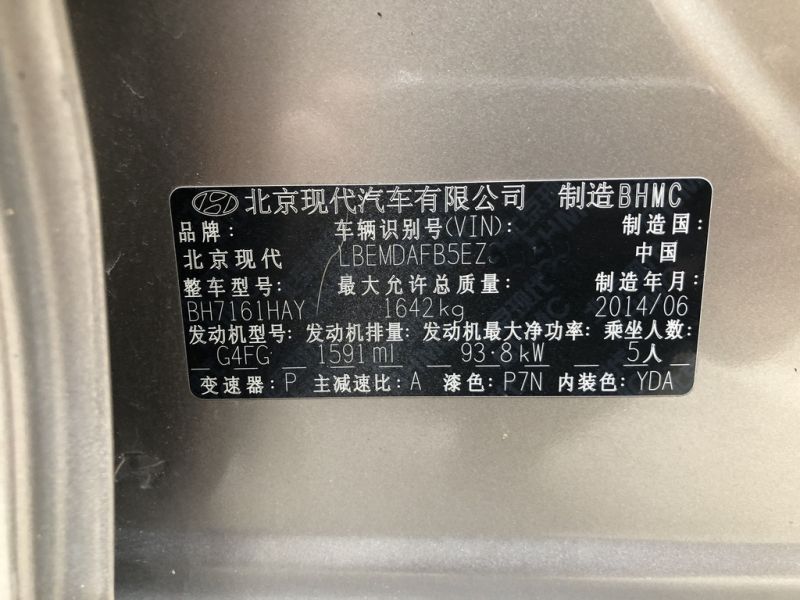 北京现代汽车有限公司 制造BHMC
品牌: 车辆识别号(VIN): 制造国:
北京现代 LBEMDAFB5EZ 中国
整车型号: 最大允许总质量: 制造年月:
BH7161HAY 1642kg 2014/06
发动机型号: 发动机排量: 发动机最大净功率: 乘坐人数:
G4FG 1591ml 93.8kW 5人
变速器: P 主减速比: A 漆色: P7N 内装色: YDA